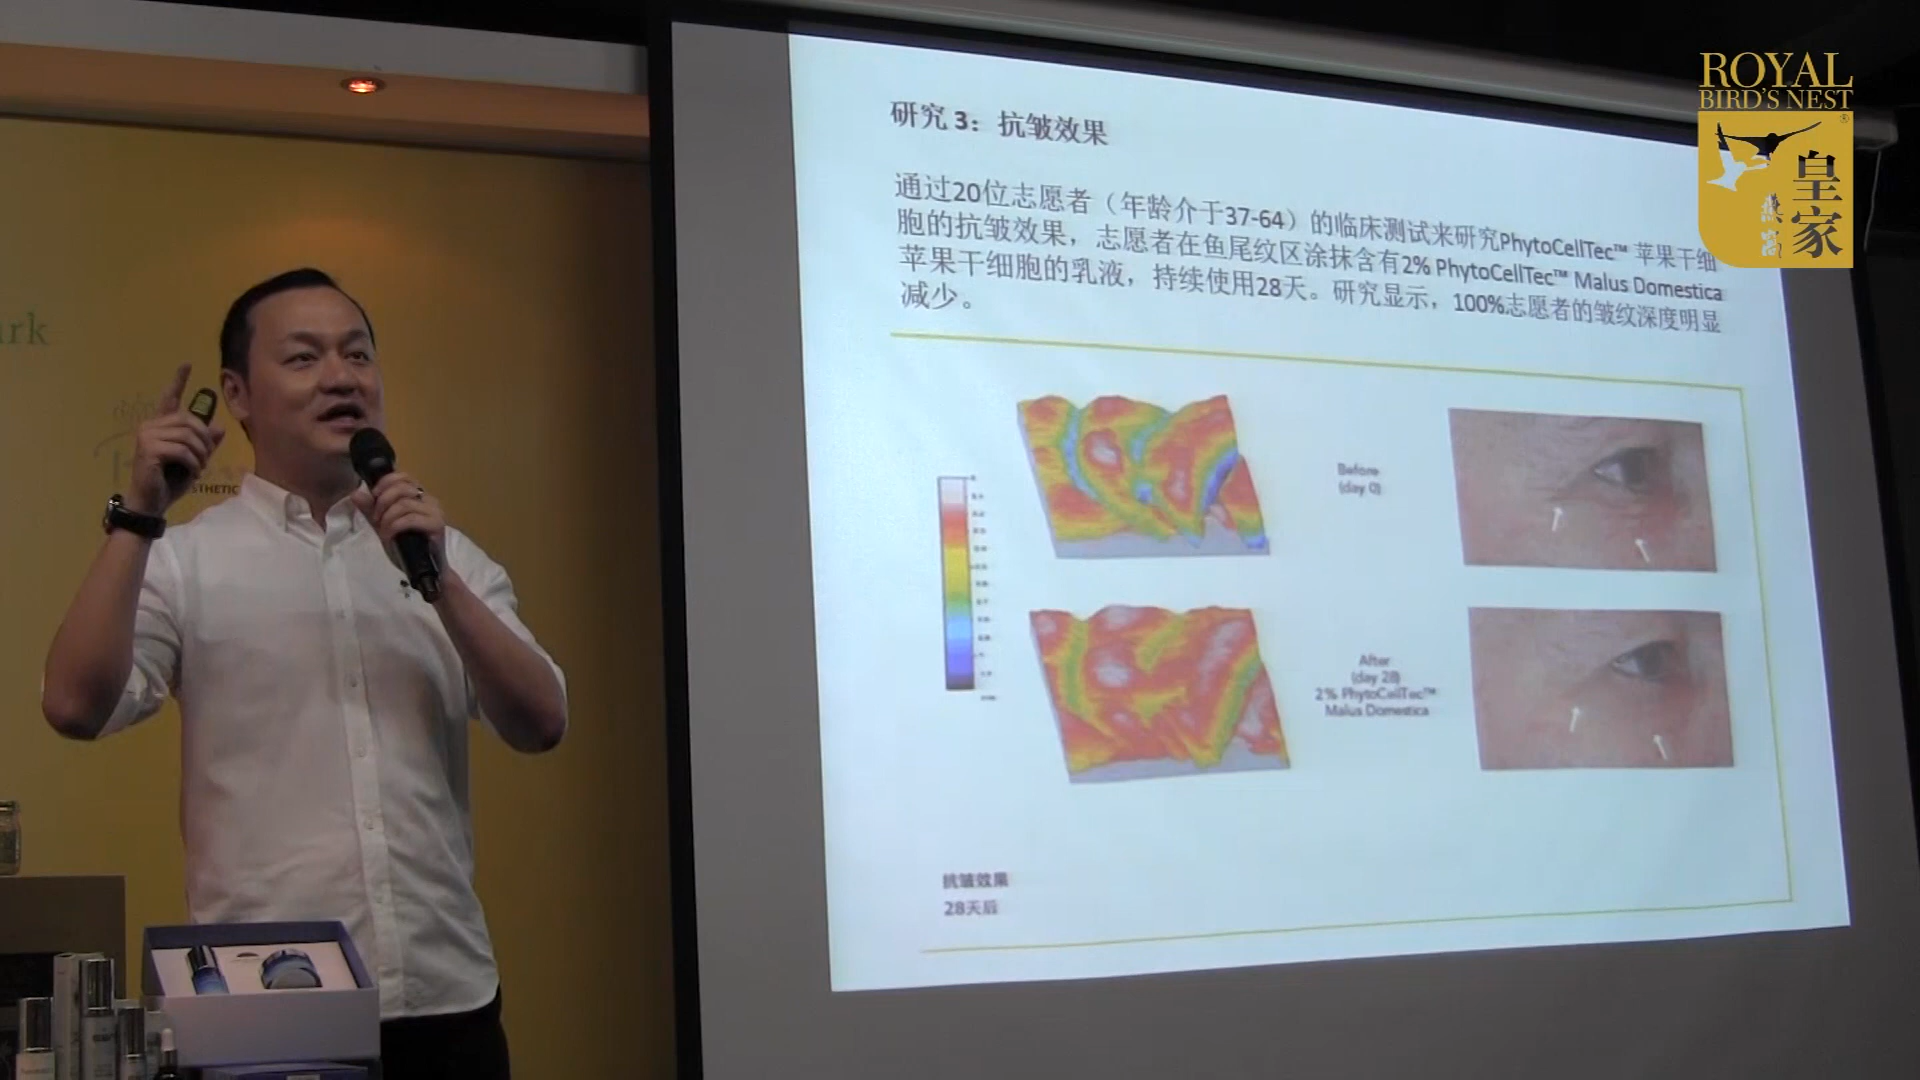 ROYAL
BIRD'S NEST
®
皇家
燕窩
研究 3：抗皱效果
通过20位志愿者（年龄介于37-64）的临床测试来研究PhytoCellTec™ 苹果干细
胞的抗皱效果，志愿者在鱼尾纹区涂抹含有2% PhytoCellTec™ Malus Domestica
苹果干细胞的乳液，持续使用28天。研究显示，100%志愿者的皱纹深度明显
减少。
Before
(day 0)
After
(day 28)
2% PhytoCellTec™
Malus Domestica
抗皱效果
28天后